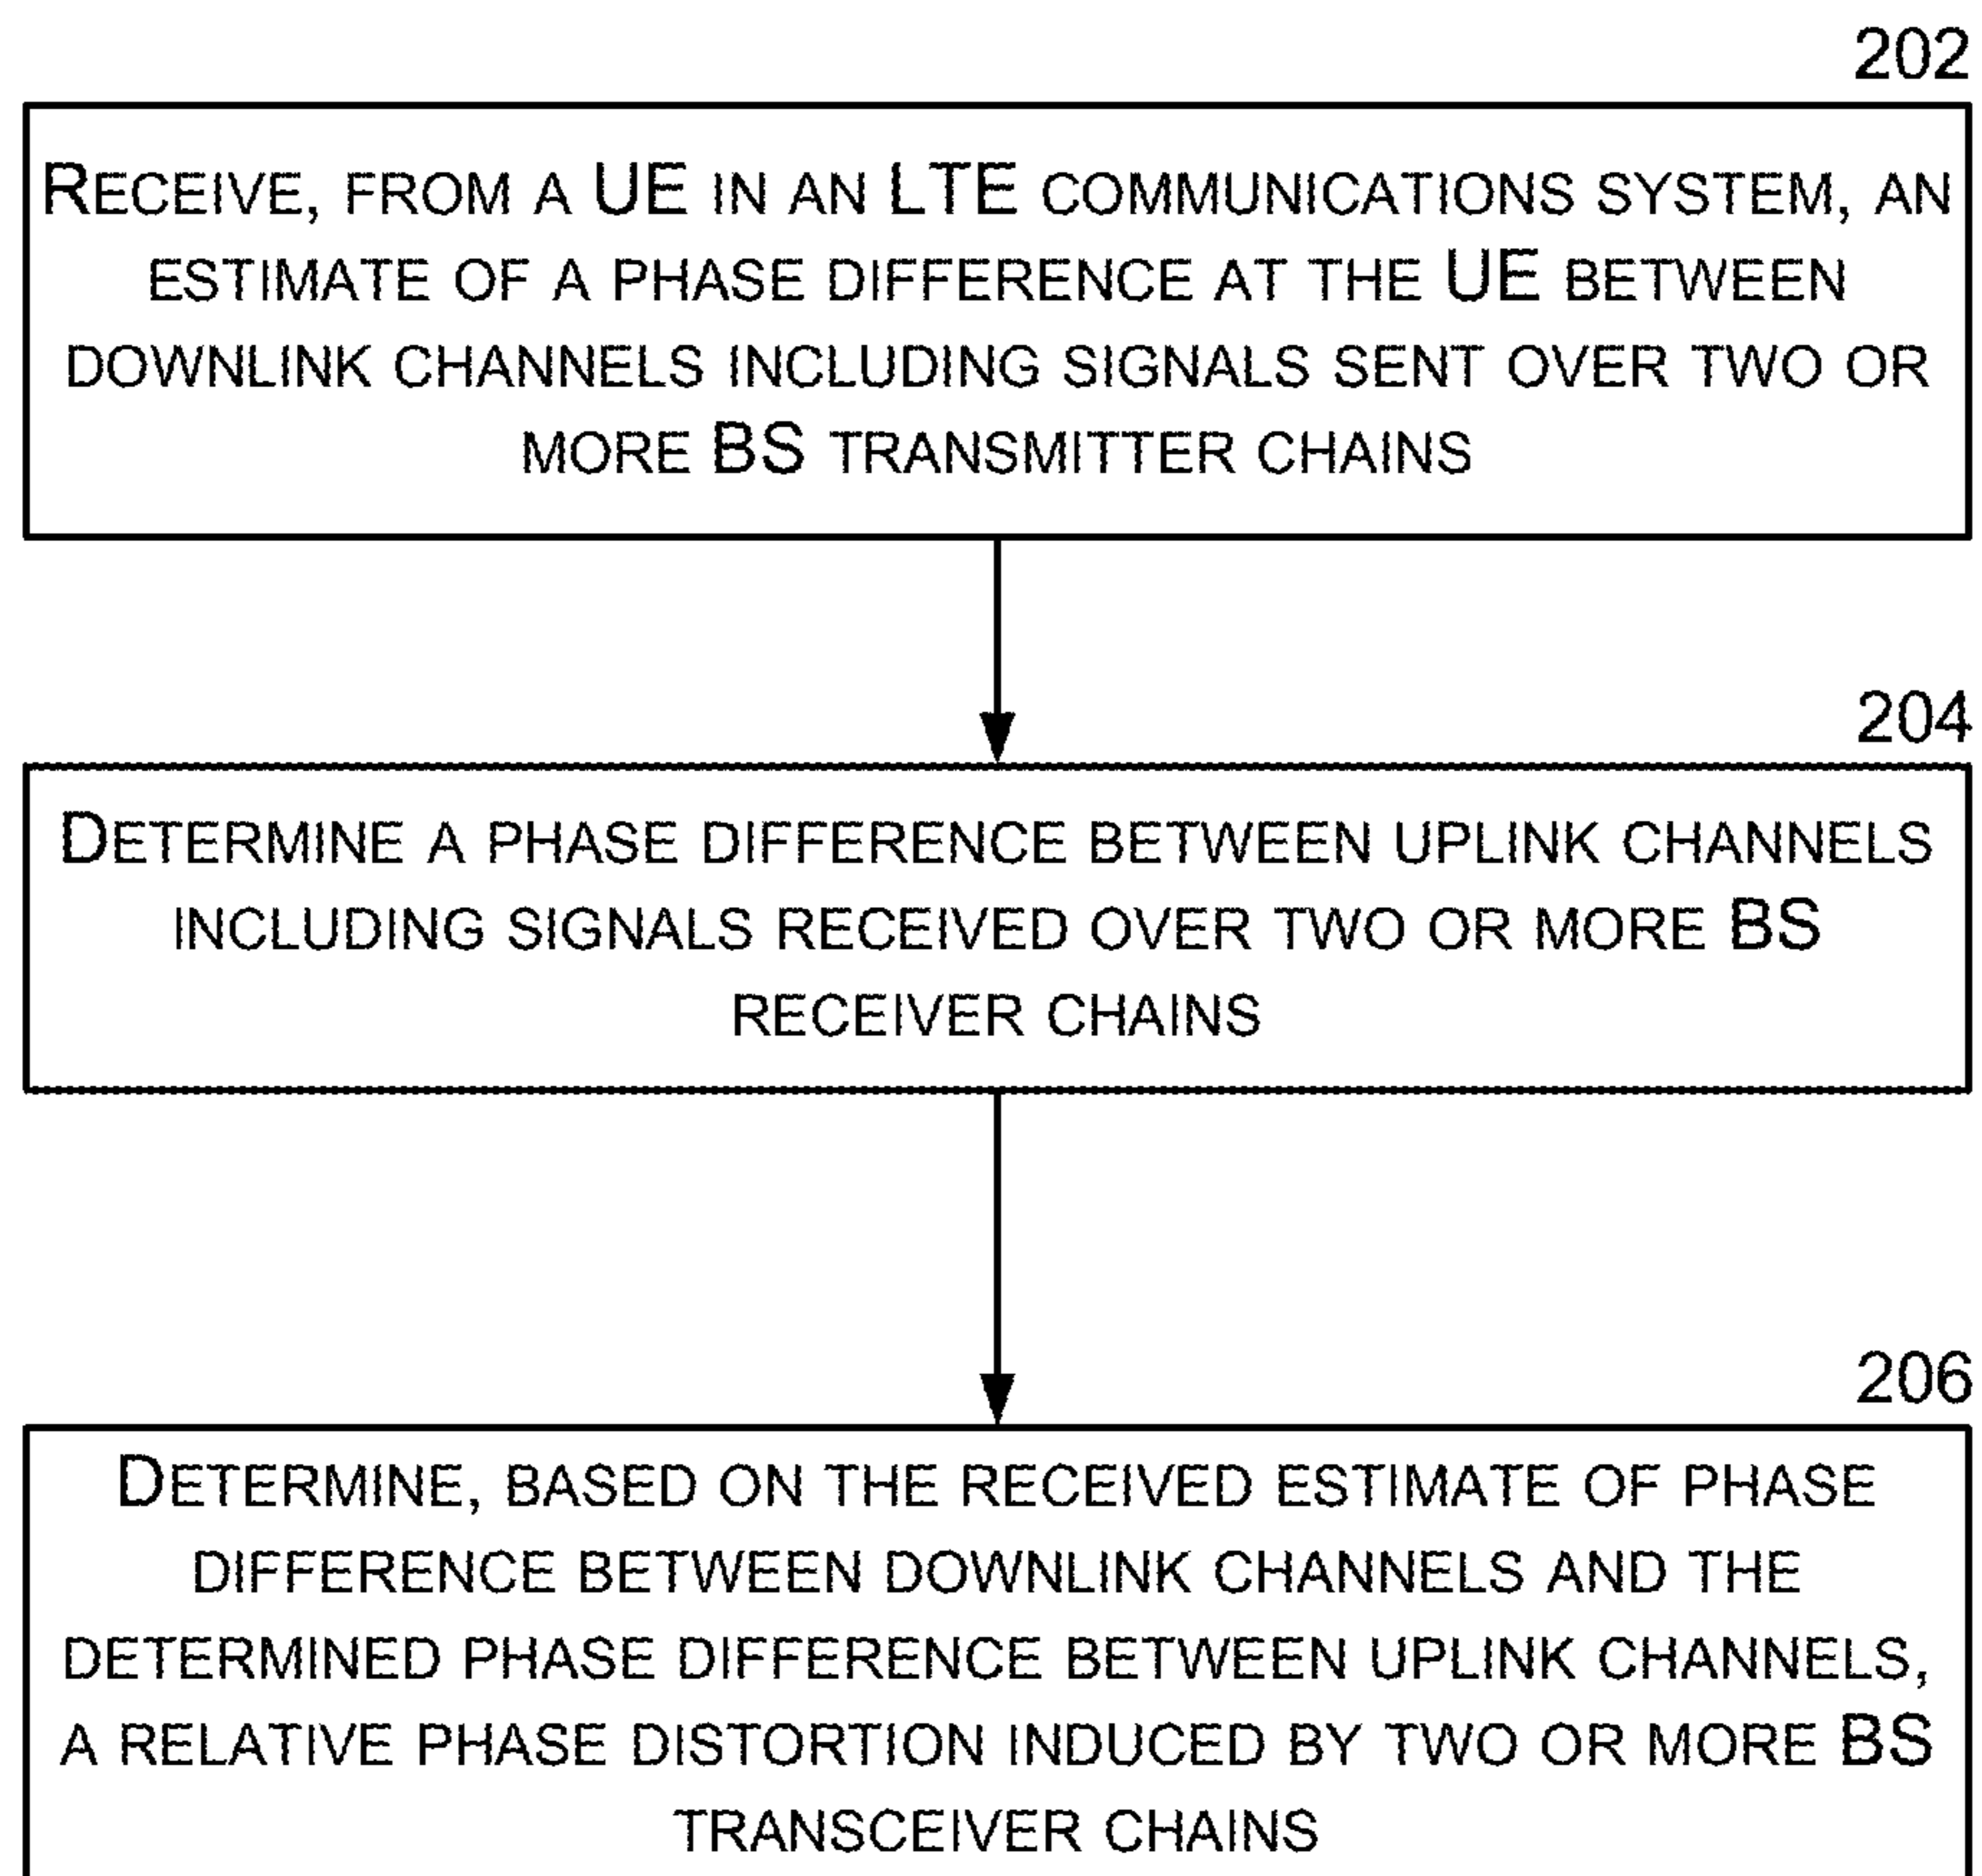 202
RECEIVE, FROM A UE IN AN LTE COMMUNICATIONS SYSTEM, AN
ESTIMATE OF A PHASE DIFFERENCE AT THE UE BETWEEN
DOWNLINK CHANNELS INCLUDING SIGNALS SENT OVER TWO OR
MORE BS TRANSMITTER CHAINS
204
DETERMINE A PHASE DIFFERENCE BETWEEN UPLINK CHANNELS
INCLUDING SIGNALS RECEIVED OVER TWO OR MORE BS
RECEIVER CHAINS
206
DETERMINE, BASED ON THE RECEIVED ESTIMATE OF PHASE
DIFFERENCE BETWEEN DOWNLINK CHANNELS AND THE
DETERMINED PHASE DIFFERENCE BETWEEN UPLINK CHANNELS,
A RELATIVE PHASE DISTORTION INDUCED BY TWO OR MORE BS
TRANSCEIVER CHAINS